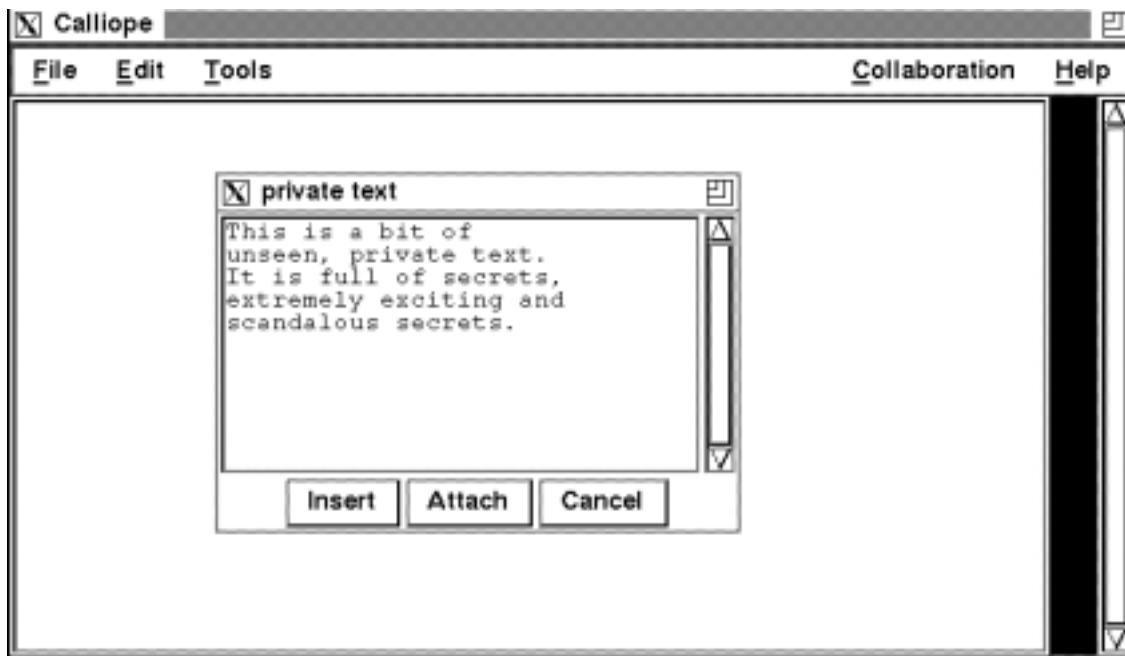 Calliope
File Edit Tools Collaboration Help
private text
This is a bit of
unseen, private text.
It is full of secrets,
extremely exciting and
scandalous secrets.
Insert Attach Cancel